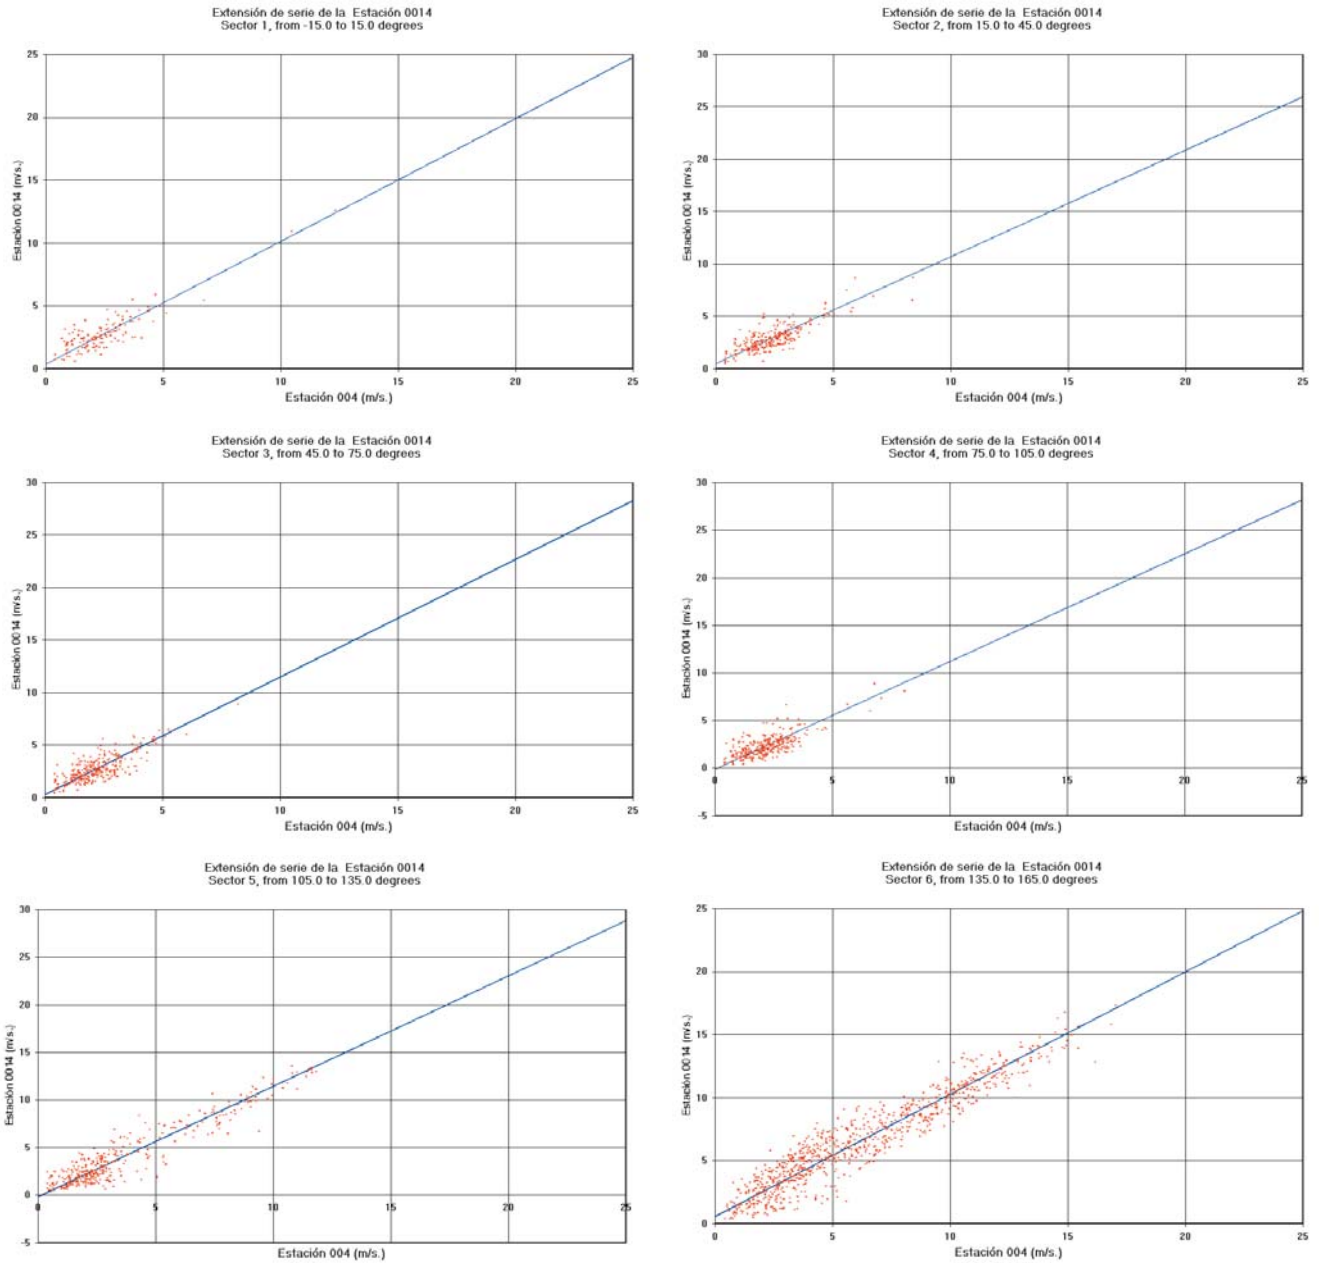 Extensión de serie de la Estación 0014
Sector 1, from -15.0 to 15.0 degrees
25
20
15
10
5
0
Estación 0014 (m/s.)
0 5 10 15 20 25
Estación 004 (m/s.)
Extensión de serie de la Estación 0014
Sector 2, from 15.0 to 45.0 degrees
30
25
20
15
10
5
0
Estación 0014 (m/s.)
0 5 10 15 20 25
Estación 004 (m/s.)
Extensión de serie de la Estación 0014
Sector 3, from 45.0 to 75.0 degrees
30
25
20
15
10
5
0
Estación 0014 (m/s.)
0 5 10 15 20 25
Estación 004 (m/s.)
Extensión de serie de la Estación 0014
Sector 4, from 75.0 to 105.0 degrees
30
25
20
15
10
5
0
-5
Estación 0014 (m/s.)
0 5 10 15 20 25
Estación 004 (m/s.)
Extensión de serie de la Estación 0014
Sector 5, from 105.0 to 135.0 degrees
30
25
20
15
10
5
0
-5
Estación 0014 (m/s.)
0 5 10 15 20 25
Estación 004 (m/s.)
Extensión de serie de la Estación 0014
Sector 6, from 135.0 to 165.0 degrees
25
20
15
10
5
0
Estación 0014 (m/s.)
0 5 10 15 20 25
Estación 004 (m/s.)